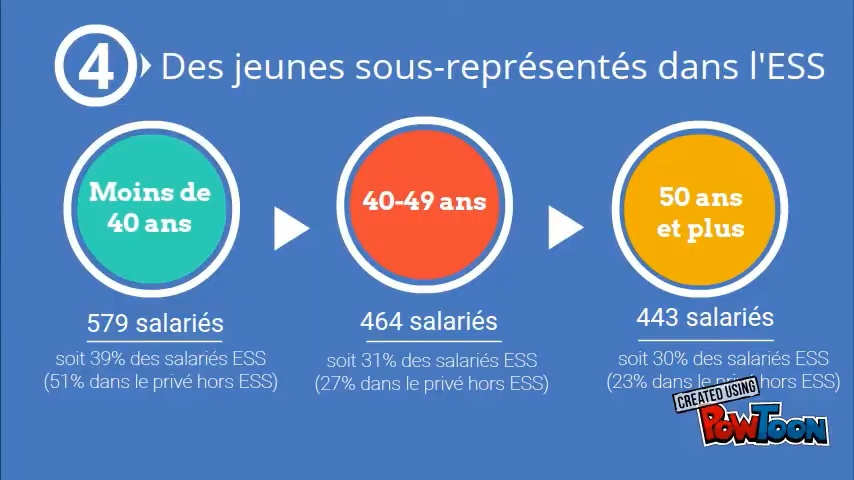 4 Des jeunes sous-représentés dans l'ESS
Moins de
40 ans
40-49 ans
50 ans
et plus
579 salariés
soit 39% des salariés ESS
(51% dans le privé hors ESS)
464 salariés
soit 31% des salariés ESS
(27% dans le privé hors ESS)
443 salariés
soit 30% des salariés ESS
(23% dans le privé hors ESS)
CREATED USING
POWTOON